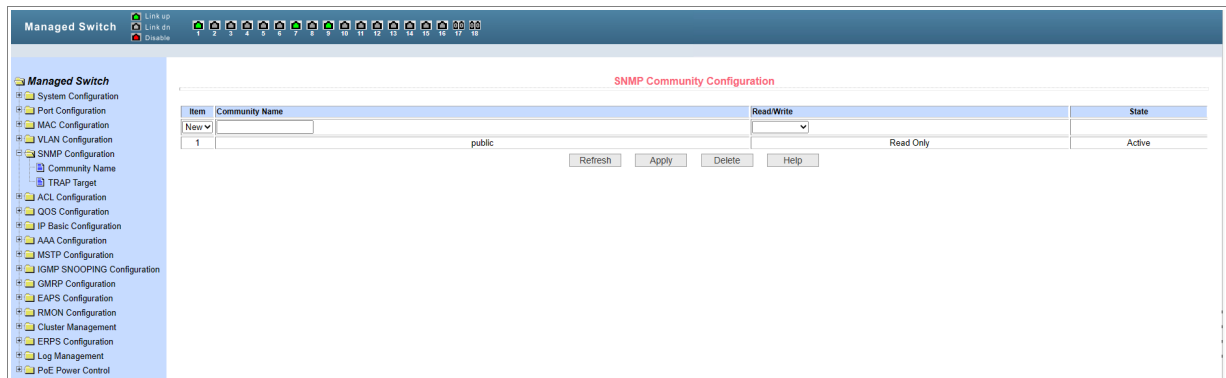 Managed Switch
Link up
Link dn
Disable
1 2 3 4 5 6 7 8 9 10 11 12 13 14 15 16 17 18
Managed Switch
System Configuration
Port Configuration
MAC Configuration
VLAN Configuration
SNMP Configuration
Community Name
TRAP Target
ACL Configuration
QOS Configuration
IP Basic Configuration
AAA Configuration
MSTP Configuration
IGMP SNOOPING Configuration
GMRP Configuration
EAPS Configuration
RMON Configuration
Cluster Management
ERPS Configuration
Log Management
PoE Power Control
SNMP Community Configuration
Item Community Name Read/Write State
New
1 public Read Only Active
Refresh Apply Delete Help